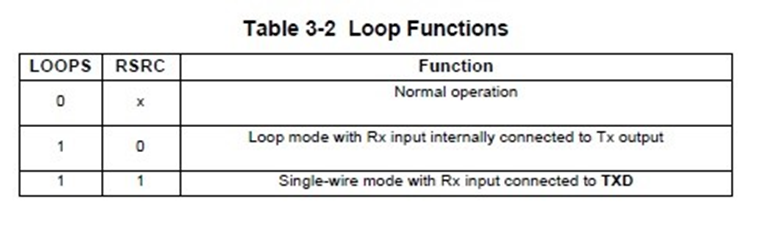 Table 3-2 Loop Functions
LOOPS RSRC Function
0 x Normal operation
1 0 Loop mode with Rx input internally connected to Tx output
1 1 Single-wire mode with Rx input connected to TXD